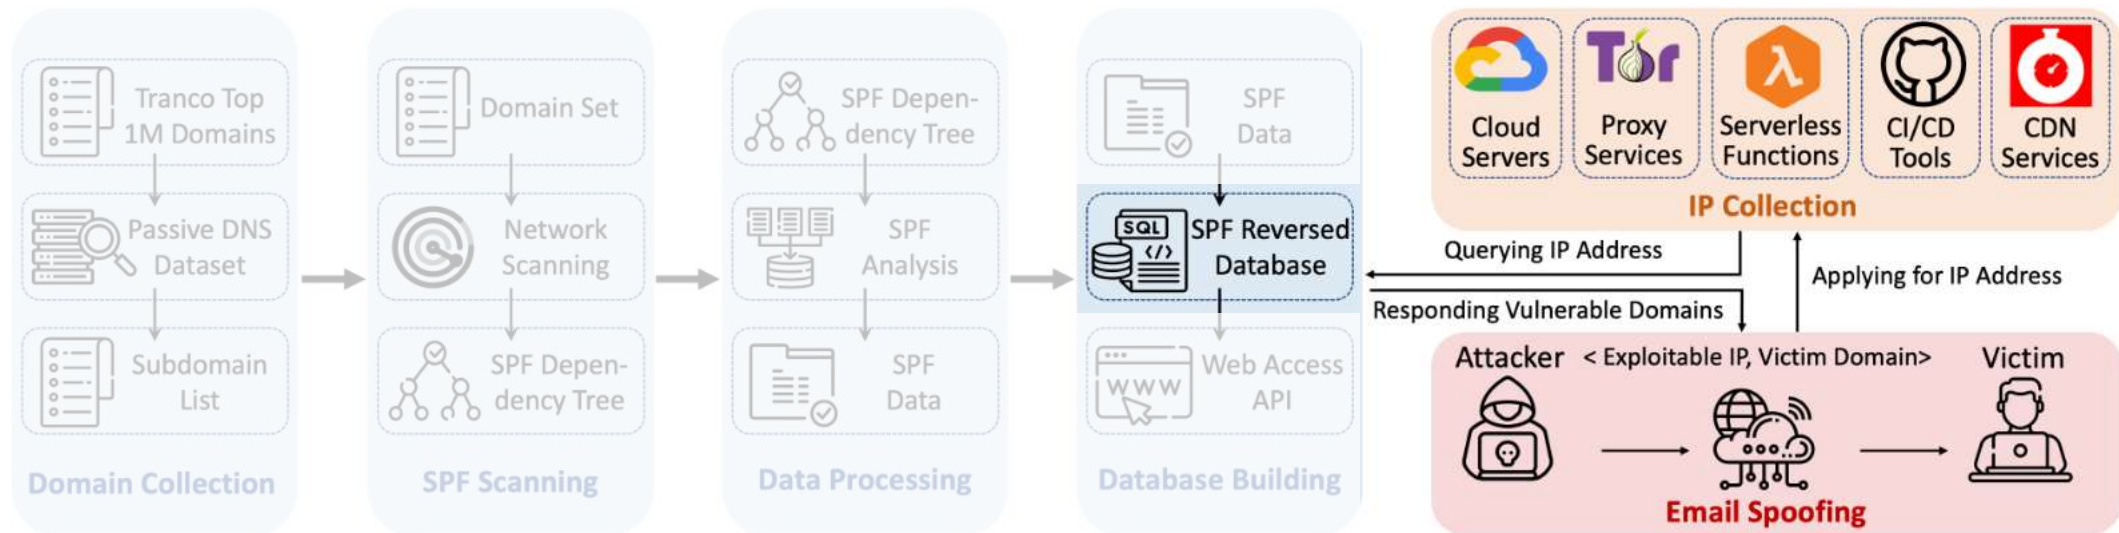 Tranco Top
1M Domains
Passive DNS
Dataset
Subdomain
List
Domain Collection
Domain Set
Network
Scanning
SPF Depen-
dency Tree
SPF Scanning
SPF Depen-
dency Tree
SPF
Analysis
SPF
Data
Data Processing
SPF
Data
SQL
</>
SPF Reversed
Database
WWW
Web Access
API
Database Building
Tor
λ
Cloud
Servers
Proxy
Services
Serverless
Functions
CI/CD
Tools
CDN
Services
IP Collection
Querying IP Address
Applying for IP Address
Responding Vulnerable Domains
Attacker
< Exploitable IP, Victim Domain>
Victim
Email Spoofing